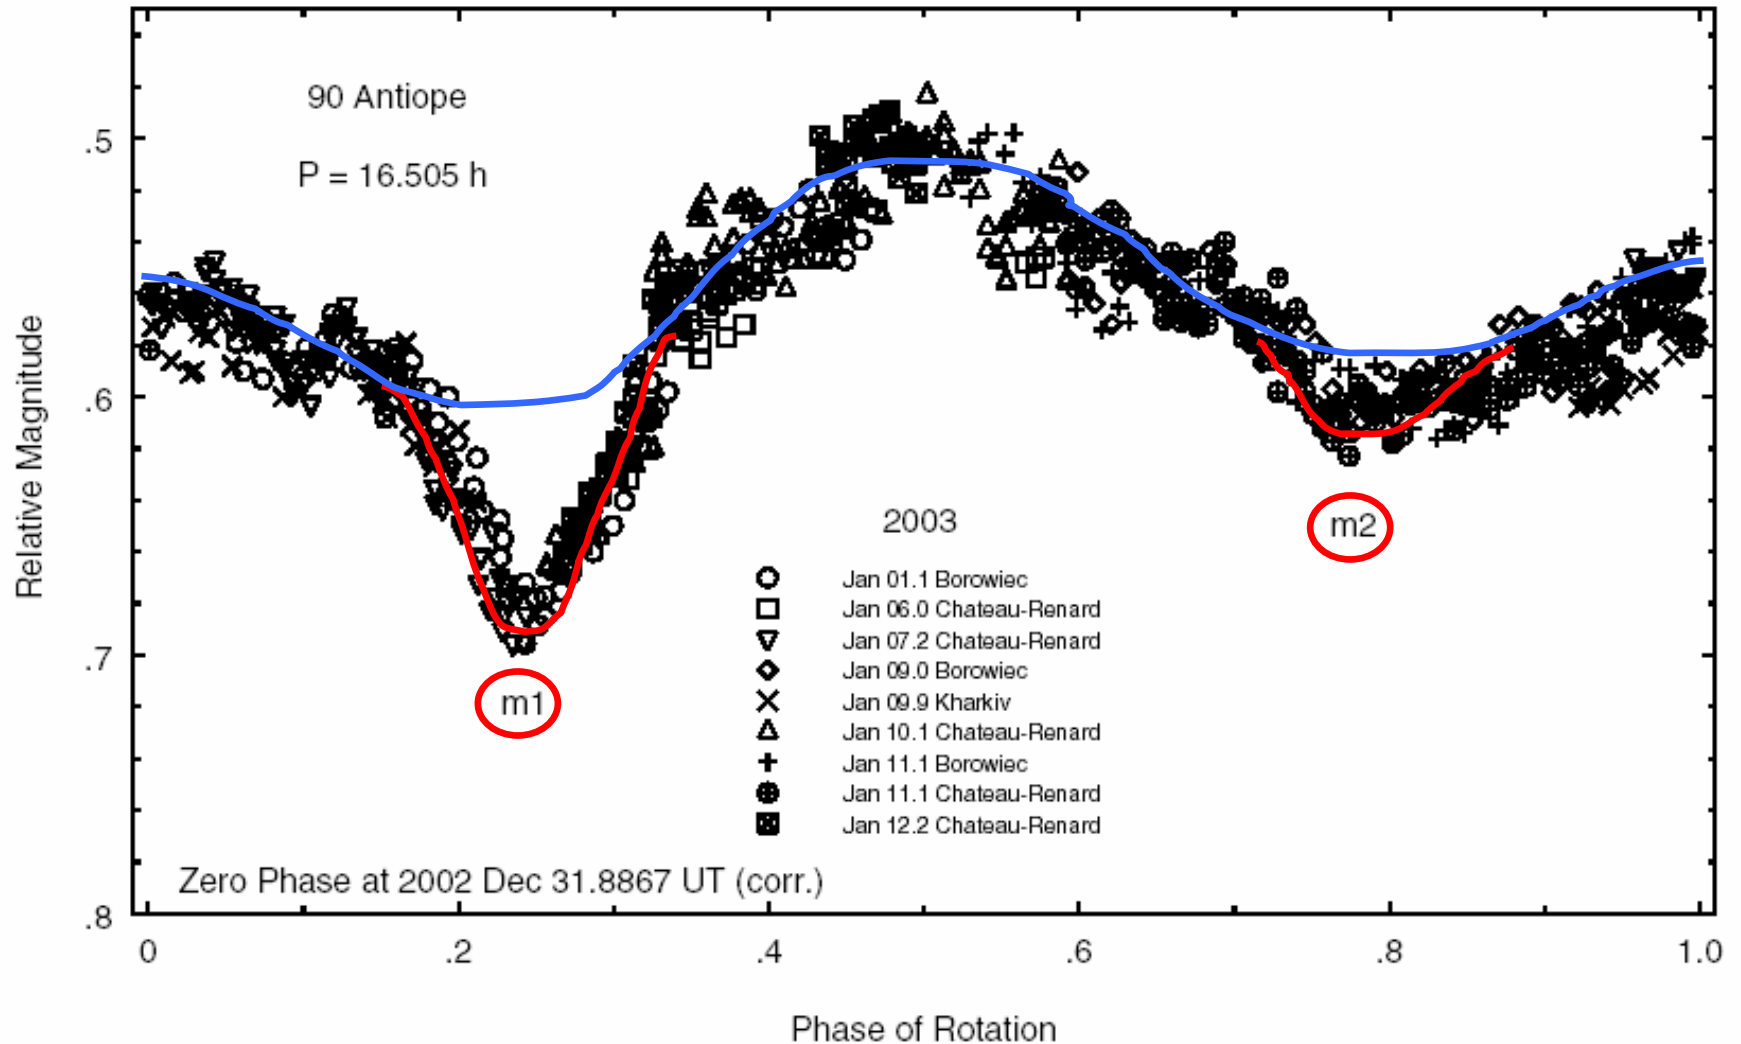 90 Antiope
P = 16.505 h
.5
.6
.7
.8
Relative Magnitude
m1
m2
2003
Jan 01.1 Borowiec
Jan 06.0 Chateau-Renard
Jan 07.2 Chateau-Renard
Jan 09.0 Borowiec
Jan 09.9 Kharkiv
Jan 10.1 Chateau-Renard
Jan 11.1 Borowiec
Jan 11.1 Chateau-Renard
Jan 12.2 Chateau-Renard
Zero Phase at 2002 Dec 31.8867 UT (corr.)
0 .2 .4 .6 .8 1.0
Phase of Rotation